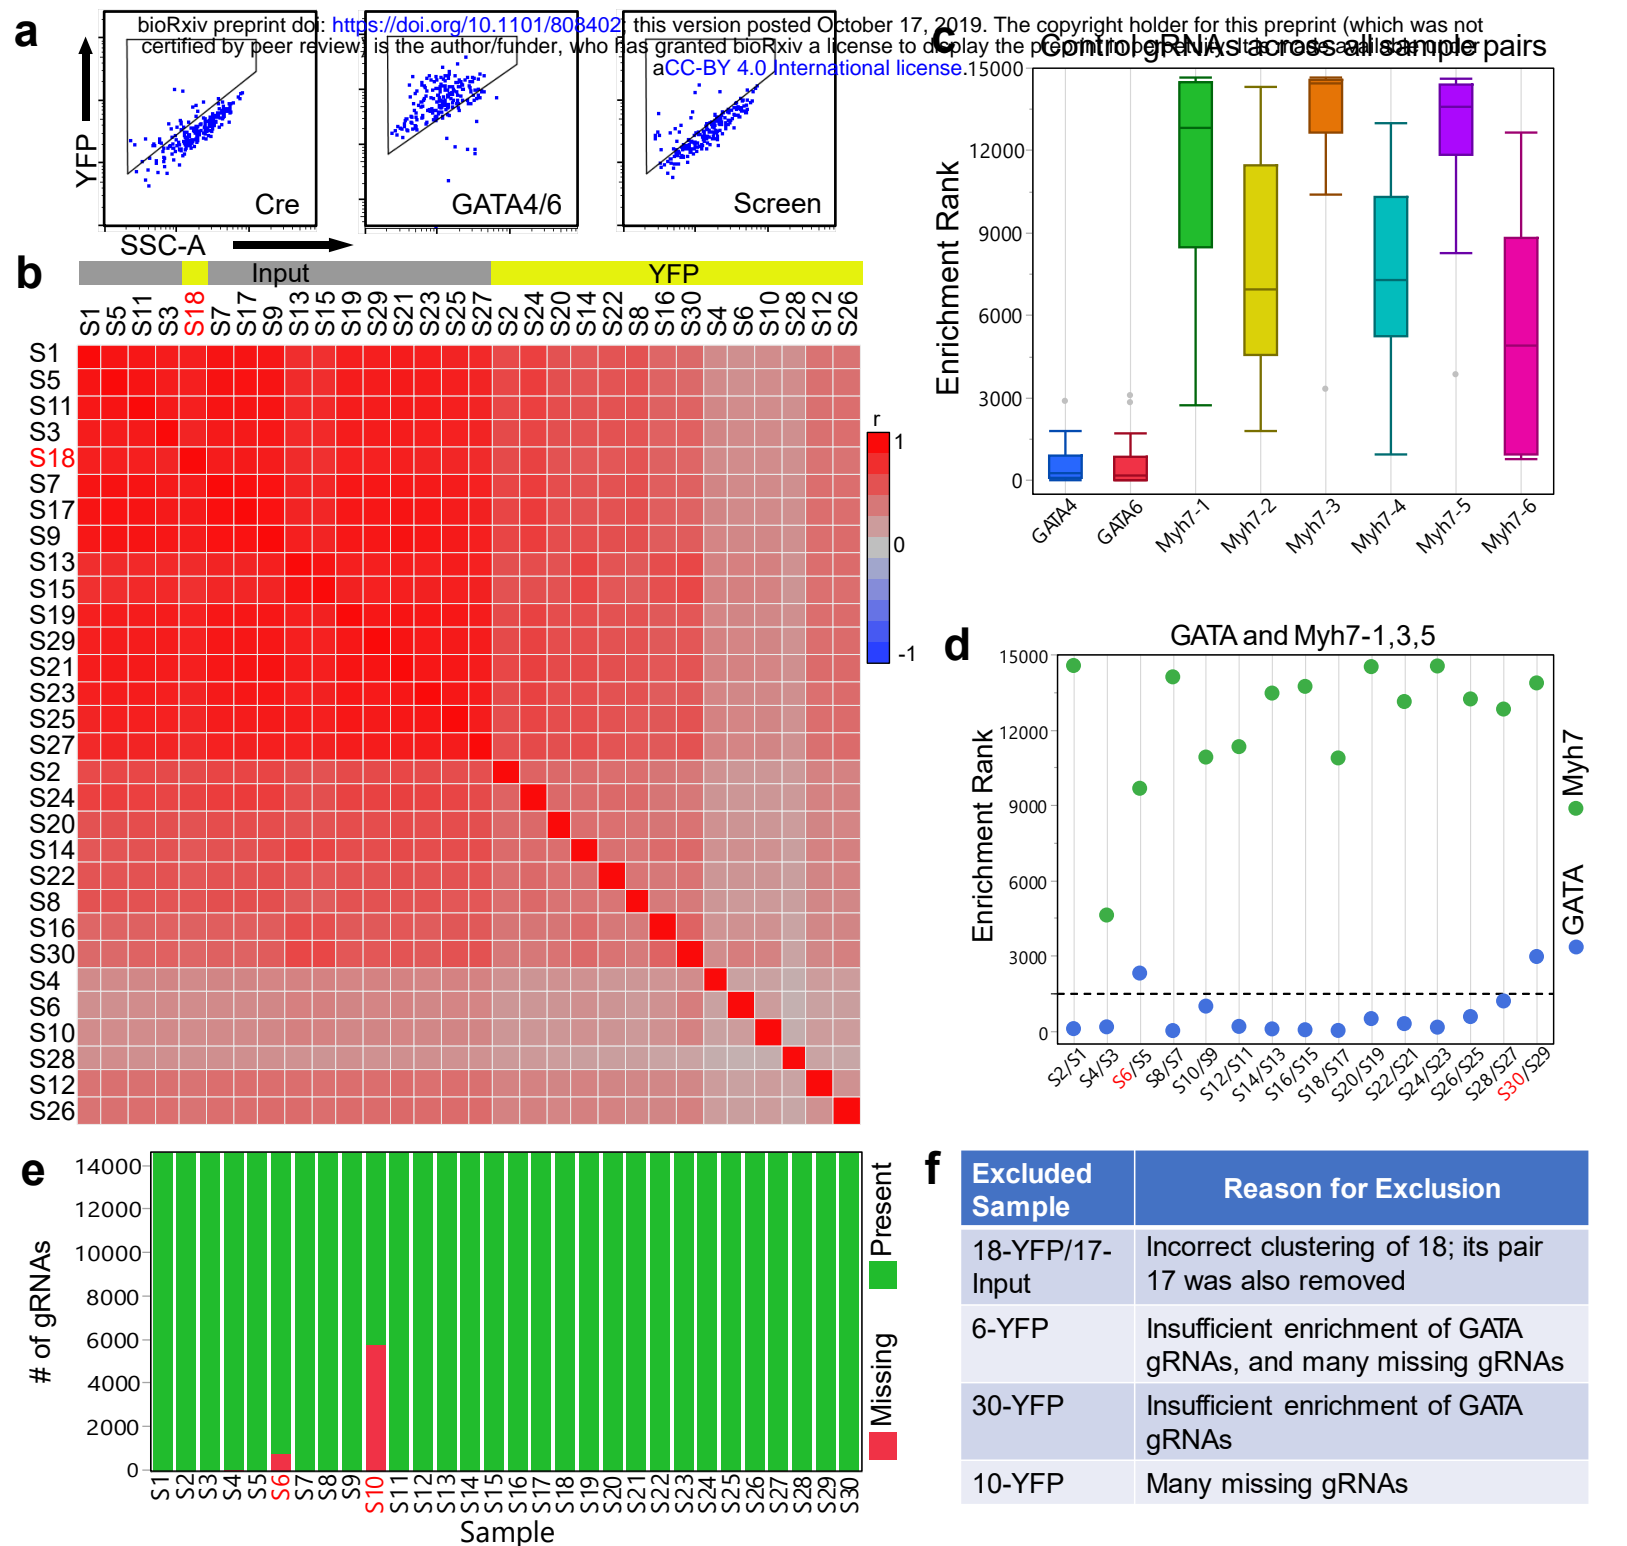 bioRxiv preprint doi: https://doi.org/10.1101/808402; this version posted October 17, 2019. The copyright holder for this preprint (which was not
certified by peer review) is the author/funder, who has granted bioRxiv a license to display the preprint in perpetuity. It is made available under
aCC-BY 4.0 International license.
a
YFP
Cre
GATA4/6
Screen
SSC-A
b
Input
YFP
S1 S5 S11 S3 S18 S7 S17 S9 S13 S15 S19 S29 S21 S23 S25 S27 S2 S24 S20 S14 S22 S8 S16 S30 S4 S6 S10 S28 S12 S26
S1
S5
S11
S3
S18
S7
S17
S9
S13
S15
S19
S29
S21
S23
S25
S27
S2
S24
S20
S14
S22
S8
S16
S30
S4
S6
S10
S28
S12
S26
r
1
0
-1
c
Control gRNAs across all sample pairs
Enrichment Rank
15000
12000
9000
6000
3000
0
GATA4 GATA6 Myh7-1 Myh7-2 Myh7-3 Myh7-4 Myh7-5 Myh7-6
d
GATA and Myh7-1,3,5
Enrichment Rank
15000
12000
9000
6000
3000
0
S2/S1 S4/S3 S6/S5 S8/S7 S10/S9 S12/S11 S14/S13 S16/S15 S18/S17 S20/S19 S22/S21 S24/S23 S26/S25 S28/S27 S30/S29
Myh7
GATA
e
# of gRNAs
14000
12000
10000
8000
6000
4000
2000
0
S1 S2 S3 S4 S5 S6 S7 S8 S9 S10 S11 S12 S13 S14 S15 S16 S17 S18 S19 S20 S21 S22 S23 S24 S25 S26 S27 S28 S29 S30
Sample
Present
Missing
f
Excluded
Sample
Reason for Exclusion
18-YFP/17-
Input
Incorrect clustering of 18; its pair
17 was also removed
6-YFP
Insufficient enrichment of GATA
gRNAs, and many missing gRNAs
30-YFP
Insufficient enrichment of GATA
gRNAs
10-YFP
Many missing gRNAs